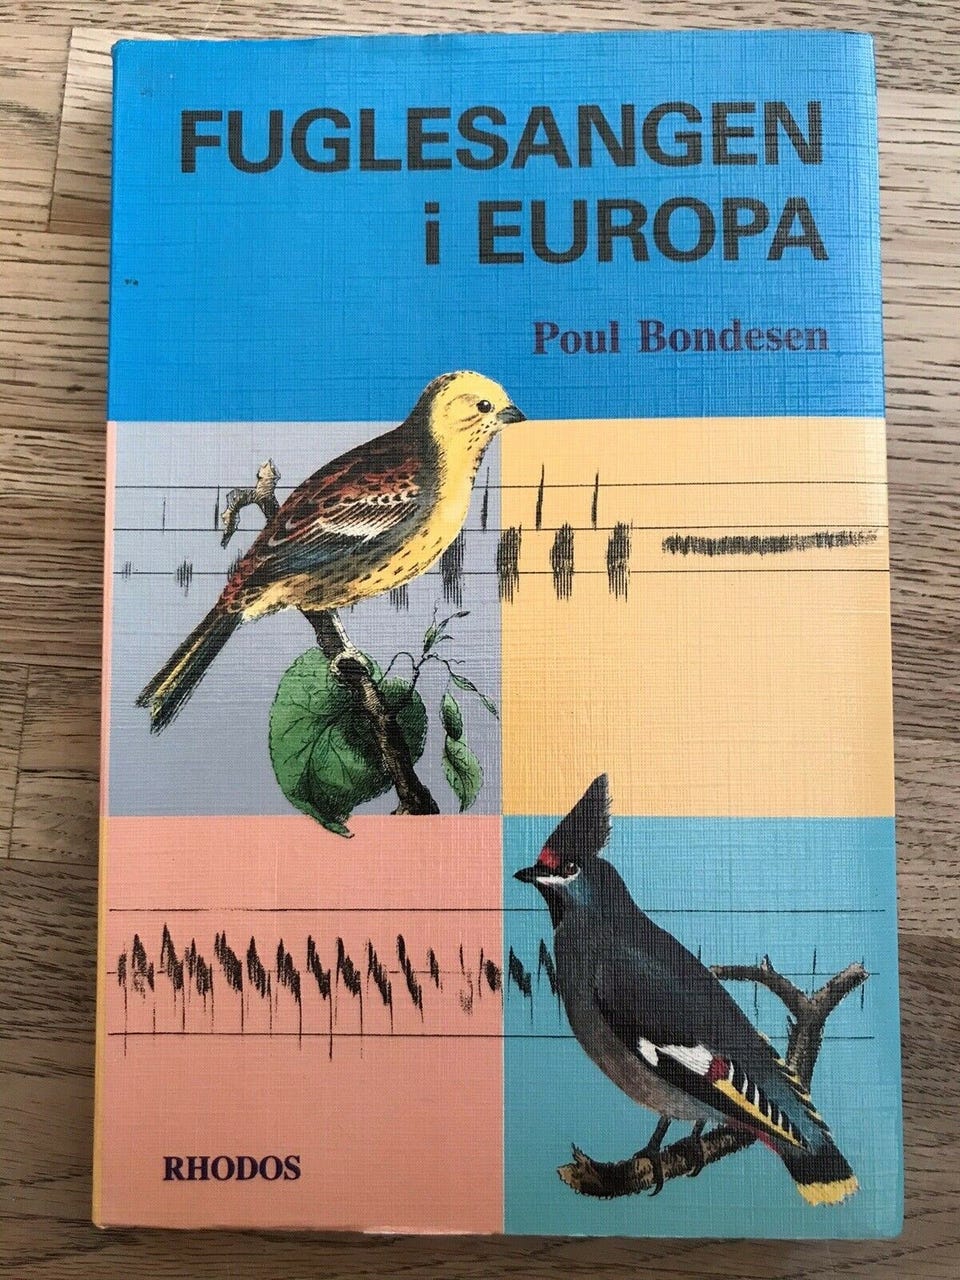 FUGLESANGEN
i EUROPA
Poul Bondesen
RHODOS